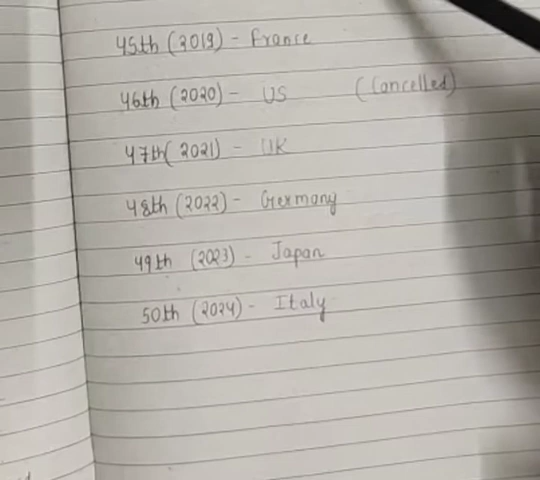 45th (2019) - France
46th (2020) - US (Cancelled)
47th (2021) - UK
48th (2022) - Germany
49th (2023) - Japan
50th (2024) - Italy